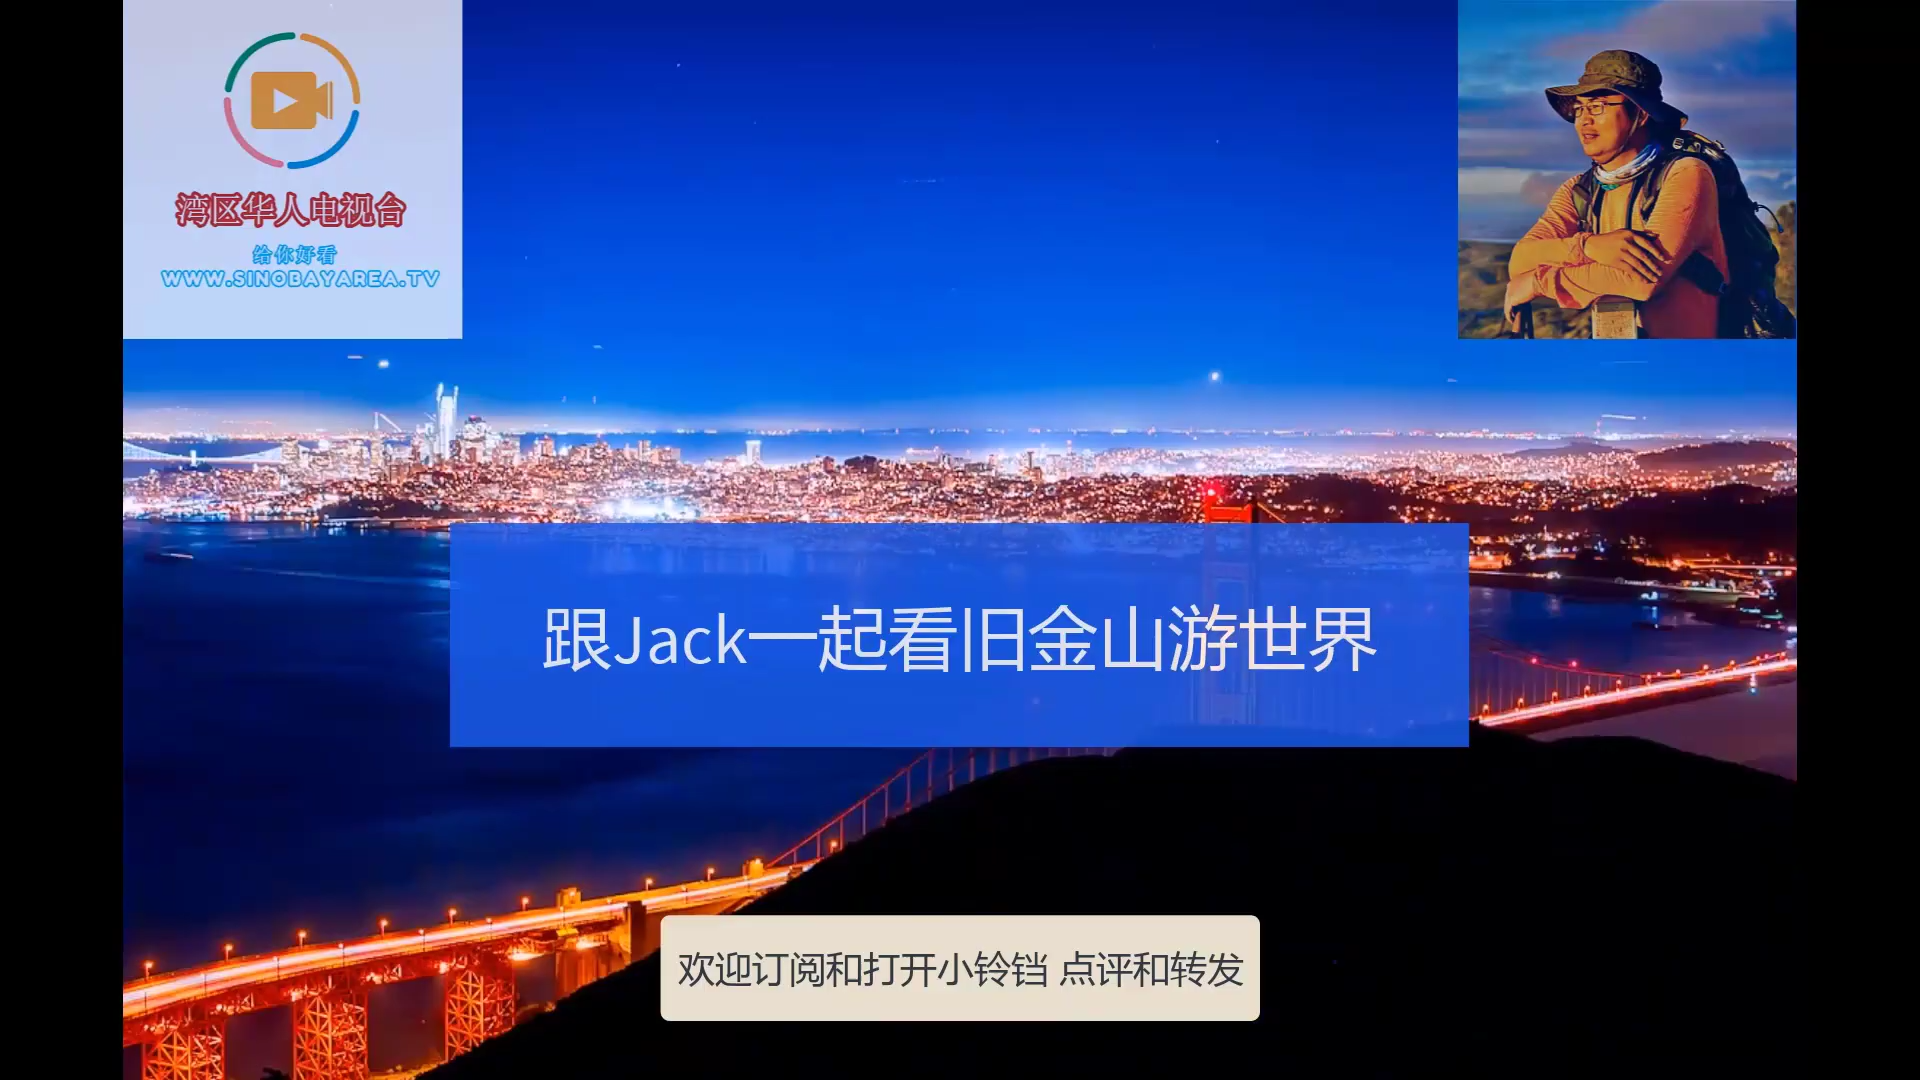 湾区华人电视台
给你好看
WWW.SINOBAYAREA.TV
跟Jack一起看旧金山游世界
欢迎订阅和打开小铃铛 点评和转发